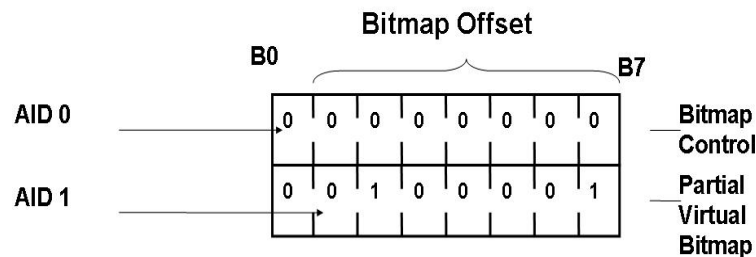 Bitmap Offset
B0
B7
AID 0
0 0 0 0 0 0 0 0
Bitmap
Control
AID 1
0 0 1 0 0 0 0 1
Partial
Virtual
Bitmap